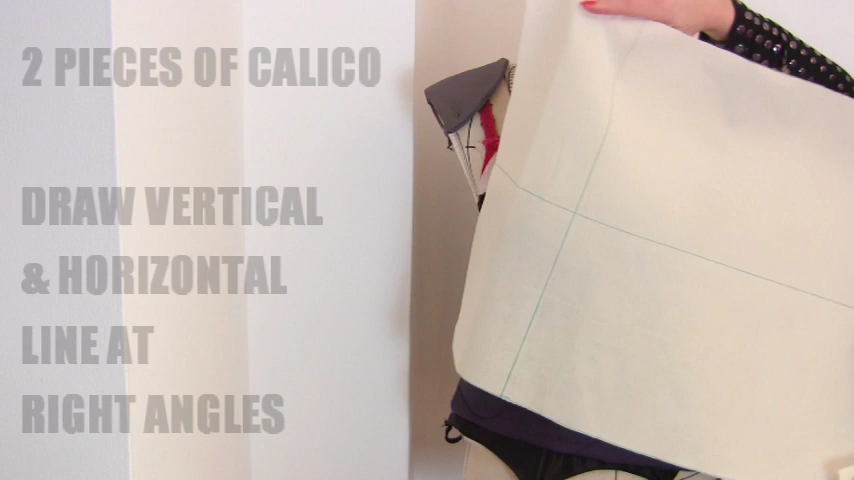 2 PIECES OF CALICO
DRAW VERTICAL
& HORIZONTAL
LINE AT
RIGHT ANGLES